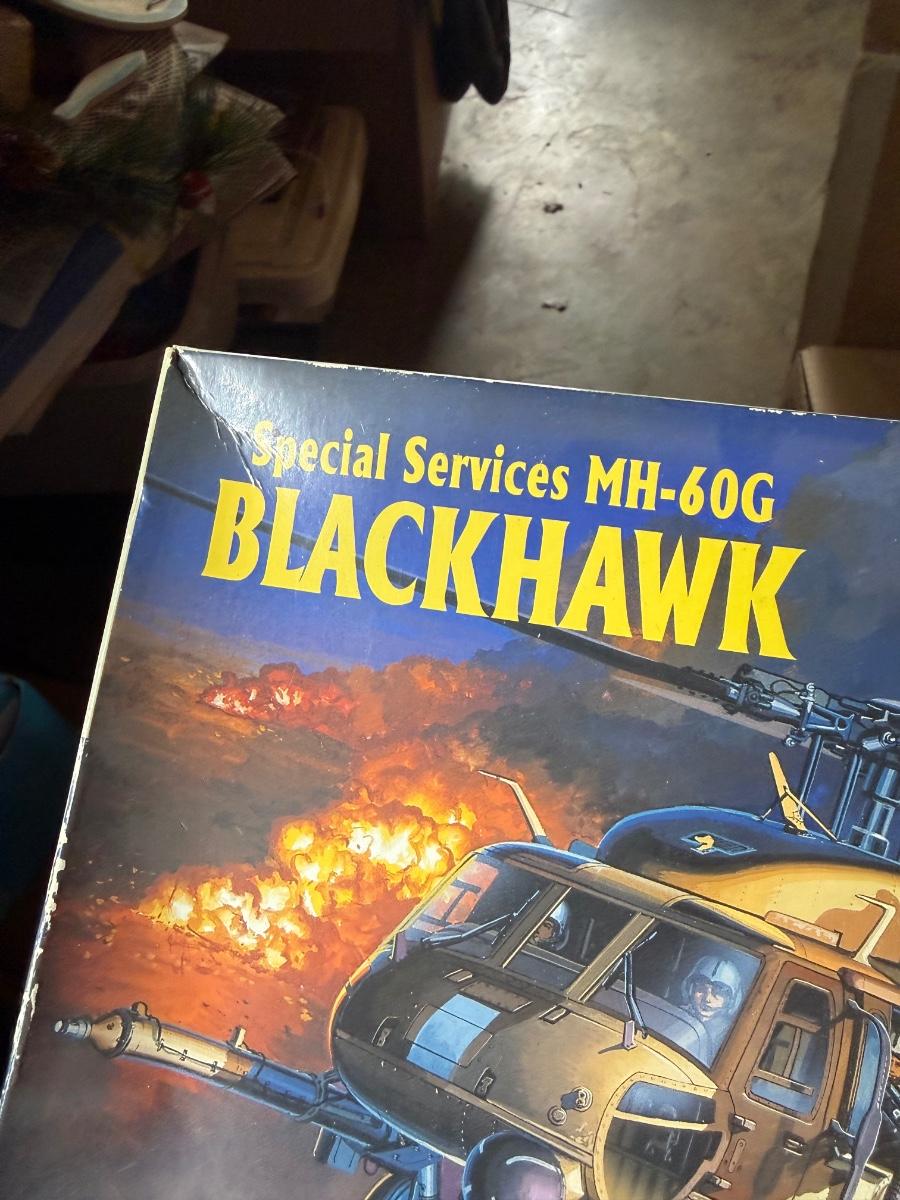 Special Services MH-60G
BLACKHAWK